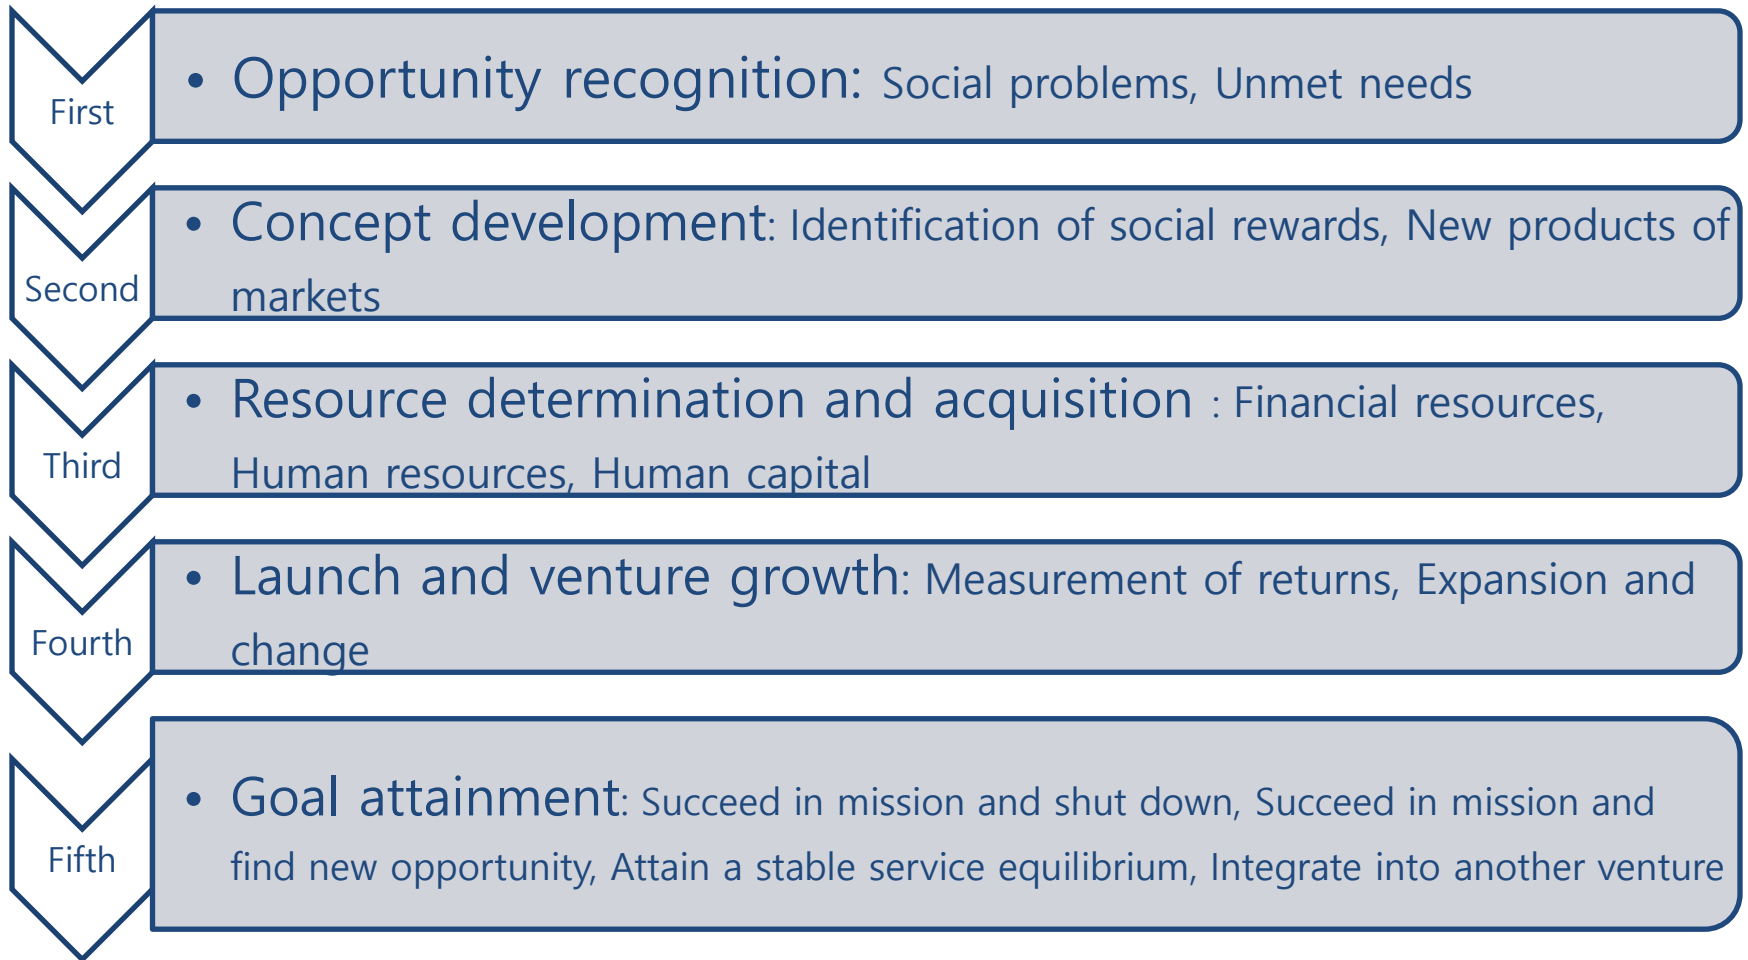 First
• Opportunity recognition: Social problems, Unmet needs
Second
• Concept development: Identification of social rewards, New products of
markets
Third
• Resource determination and acquisition : Financial resources,
Human resources, Human capital
Fourth
• Launch and venture growth: Measurement of returns, Expansion and
change
Fifth
• Goal attainment: Succeed in mission and shut down, Succeed in mission and
find new opportunity, Attain a stable service equilibrium, Integrate into another venture